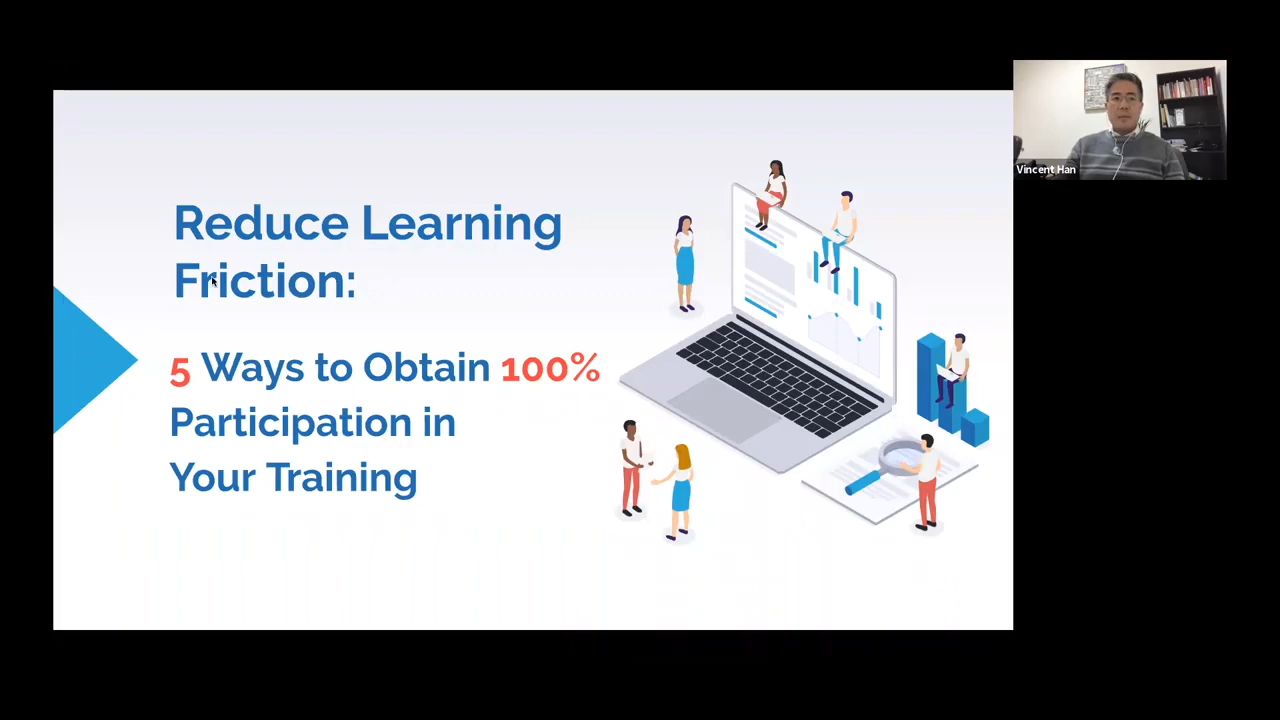 Reduce Learning
Friction:
5 Ways to Obtain 100%
Participation in
Your Training
Vincent Han